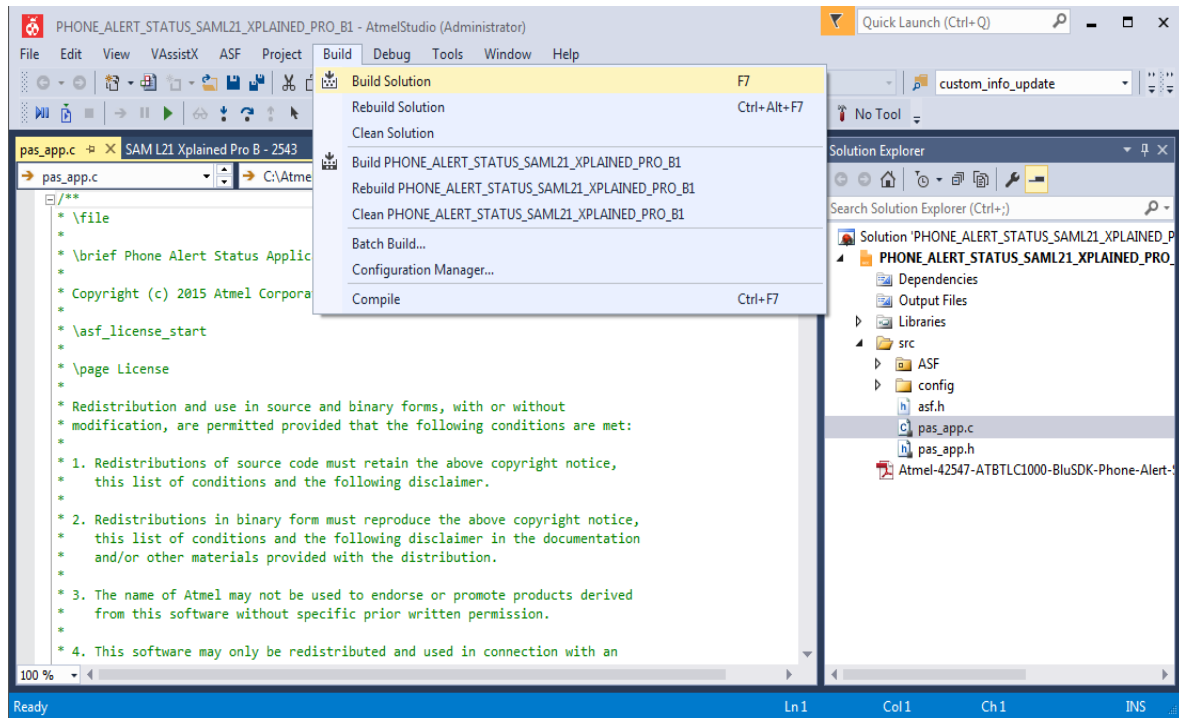 PHONE_ALERT_STATUS_SAML21_XPLAINED_PRO_B1 - AtmelStudio (Administrator)
Quick Launch (Ctrl+Q)
File Edit View VAssistX ASF Project Build Debug Tools Window Help
custom_info_update
No Tool
Build Solution F7
Rebuild Solution Ctrl+Alt+F7
Clean Solution
Build PHONE_ALERT_STATUS_SAML21_XPLAINED_PRO_B1
Rebuild PHONE_ALERT_STATUS_SAML21_XPLAINED_PRO_B1
Clean PHONE_ALERT_STATUS_SAML21_XPLAINED_PRO_B1
Batch Build...
Configuration Manager...
Compile Ctrl+F7
pas_app.c SAM L21 Xplained Pro B - 2543
pas_app.c C:\Atme
/**
* \file
*
* \brief Phone Alert Status Applic
*
* Copyright (c) 2015 Atmel Corpora
*
* \asf_license_start
*
* \page License
*
* Redistribution and use in source and binary forms, with or without
* modification, are permitted provided that the following conditions are met:
*
* 1. Redistributions of source code must retain the above copyright notice,
* this list of conditions and the following disclaimer.
*
* 2. Redistributions in binary form must reproduce the above copyright notice,
* this list of conditions and the following disclaimer in the documentation
* and/or other materials provided with the distribution.
*
* 3. The name of Atmel may not be used to endorse or promote products derived
* from this software without specific prior written permission.
*
* 4. This software may only be redistributed and used in connection with an
100 %
Solution Explorer
Search Solution Explorer (Ctrl+;)
Solution 'PHONE_ALERT_STATUS_SAML21_XPLAINED_P
PHONE_ALERT_STATUS_SAML21_XPLAINED_PRO_
Dependencies
Output Files
Libraries
src
ASF
config
asf.h
pas_app.c
pas_app.h
Atmel-42547-ATBTLC1000-BluSDK-Phone-Alert-S
Ready Ln 1 Col 1 Ch 1 INS